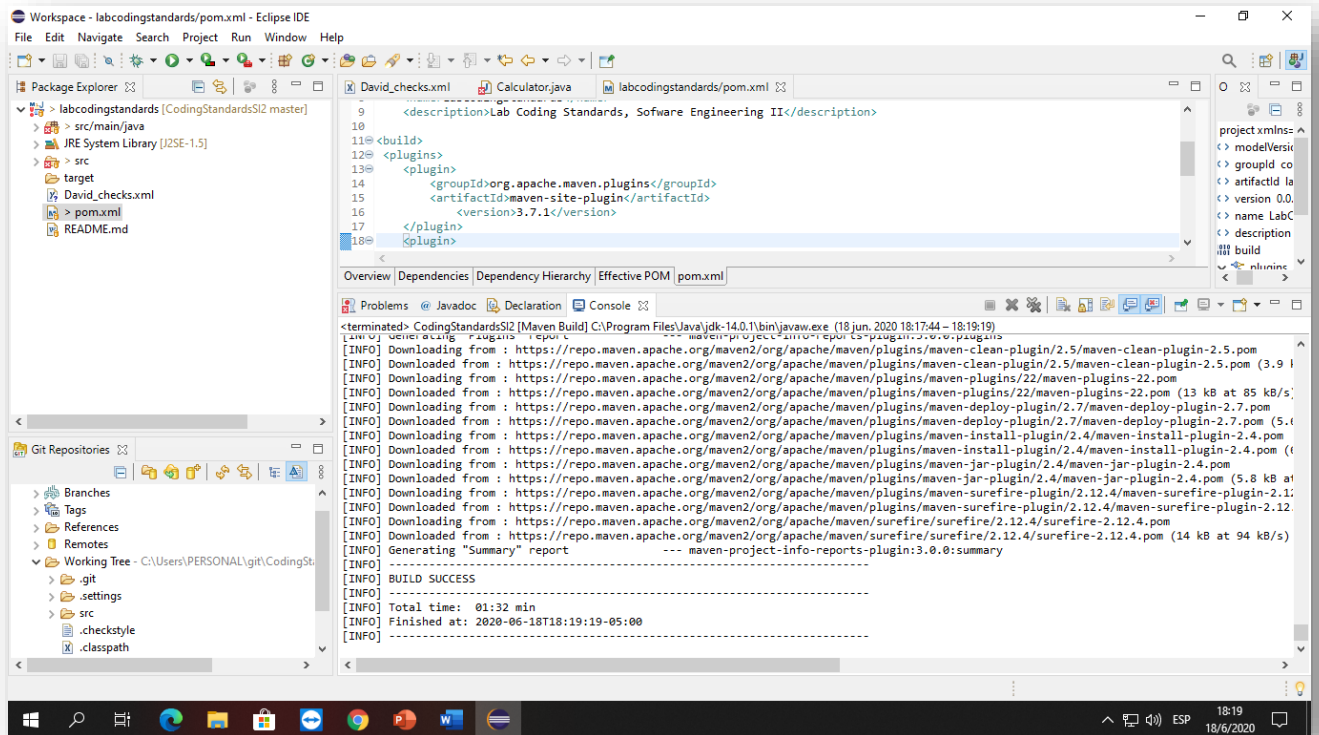 Workspace - labcodingstandards/pom.xml - Eclipse IDE
File Edit Navigate Search Project Run Window Help
Package Explorer
> labcodingstandards [CodingStandardsSI2 master]
> src/main/java
JRE System Library [J2SE-1.5]
> src
target
David_checks.xml
> pom.xml
README.md
Git Repositories
Branches
Tags
References
Remotes
Working Tree - C:\Users\PERSONAL\git\CodingSt
.git
.settings
src
.checkstyle
.classpath
David_checks.xml Calculator.java labcodingstandards/pom.xml
9 <description>Lab Coding Standards, Sofware Engineering II</description>
10
11 <build>
12 <plugins>
13 <plugin>
14 <groupId>org.apache.maven.plugins</groupId>
15 <artifactId>maven-site-plugin</artifactId>
16 <version>3.7.1</version>
17 </plugin>
18 <plugin>
Overview Dependencies Dependency Hierarchy Effective POM pom.xml
O
project xmlns=
modelVersic
groupId co
artifactId la
version 0.0.
name LabC
description
build
plugins
Problems Javadoc Declaration Console
<terminated> CodingStandardsSI2 [Maven Build] C:\Program Files\Java\jdk-14.0.1\bin\javaw.exe (18 jun. 2020 18:17:44 – 18:19:19)
[INFO] Generating "Plugins" report --- maven-project-info-reports-plugin:3.0.0:plugins
[INFO] Downloading from : https://repo.maven.apache.org/maven2/org/apache/maven/plugins/maven-clean-plugin/2.5/maven-clean-plugin-2.5.pom
[INFO] Downloaded from : https://repo.maven.apache.org/maven2/org/apache/maven/plugins/maven-clean-plugin/2.5/maven-clean-plugin-2.5.pom (3.9 k
[INFO] Downloading from : https://repo.maven.apache.org/maven2/org/apache/maven/plugins/maven-plugins/22/maven-plugins-22.pom
[INFO] Downloaded from : https://repo.maven.apache.org/maven2/org/apache/maven/plugins/maven-plugins/22/maven-plugins-22.pom (13 kB at 85 kB/s)
[INFO] Downloading from : https://repo.maven.apache.org/maven2/org/apache/maven/plugins/maven-deploy-plugin/2.7/maven-deploy-plugin-2.7.pom
[INFO] Downloaded from : https://repo.maven.apache.org/maven2/org/apache/maven/plugins/maven-deploy-plugin/2.7/maven-deploy-plugin-2.7.pom (5.6
[INFO] Downloading from : https://repo.maven.apache.org/maven2/org/apache/maven/plugins/maven-install-plugin/2.4/maven-install-plugin-2.4.pom
[INFO] Downloaded from : https://repo.maven.apache.org/maven2/org/apache/maven/plugins/maven-install-plugin/2.4/maven-install-plugin-2.4.pom (6
[INFO] Downloading from : https://repo.maven.apache.org/maven2/org/apache/maven/plugins/maven-jar-plugin/2.4/maven-jar-plugin-2.4.pom
[INFO] Downloaded from : https://repo.maven.apache.org/maven2/org/apache/maven/plugins/maven-jar-plugin/2.4/maven-jar-plugin-2.4.pom (5.8 kB at
[INFO] Downloading from : https://repo.maven.apache.org/maven2/org/apache/maven/plugins/maven-surefire-plugin/2.12.4/maven-surefire-plugin-2.12
[INFO] Downloaded from : https://repo.maven.apache.org/maven2/org/apache/maven/plugins/maven-surefire-plugin/2.12.4/maven-surefire-plugin-2.12.
[INFO] Downloading from : https://repo.maven.apache.org/maven2/org/apache/maven/surefire/surefire/2.12.4/surefire-2.12.4.pom
[INFO] Downloaded from : https://repo.maven.apache.org/maven2/org/apache/maven/surefire/surefire/2.12.4/surefire-2.12.4.pom (14 kB at 94 kB/s)
[INFO] Generating "Summary" report --- maven-project-info-reports-plugin:3.0.0:summary
[INFO] ------------------------------------------------------------------------
[INFO] BUILD SUCCESS
[INFO] ------------------------------------------------------------------------
[INFO] Total time: 01:32 min
[INFO] Finished at: 2020-06-18T18:19:19-05:00
[INFO] ------------------------------------------------------------------------
ESP
18:19
18/6/2020